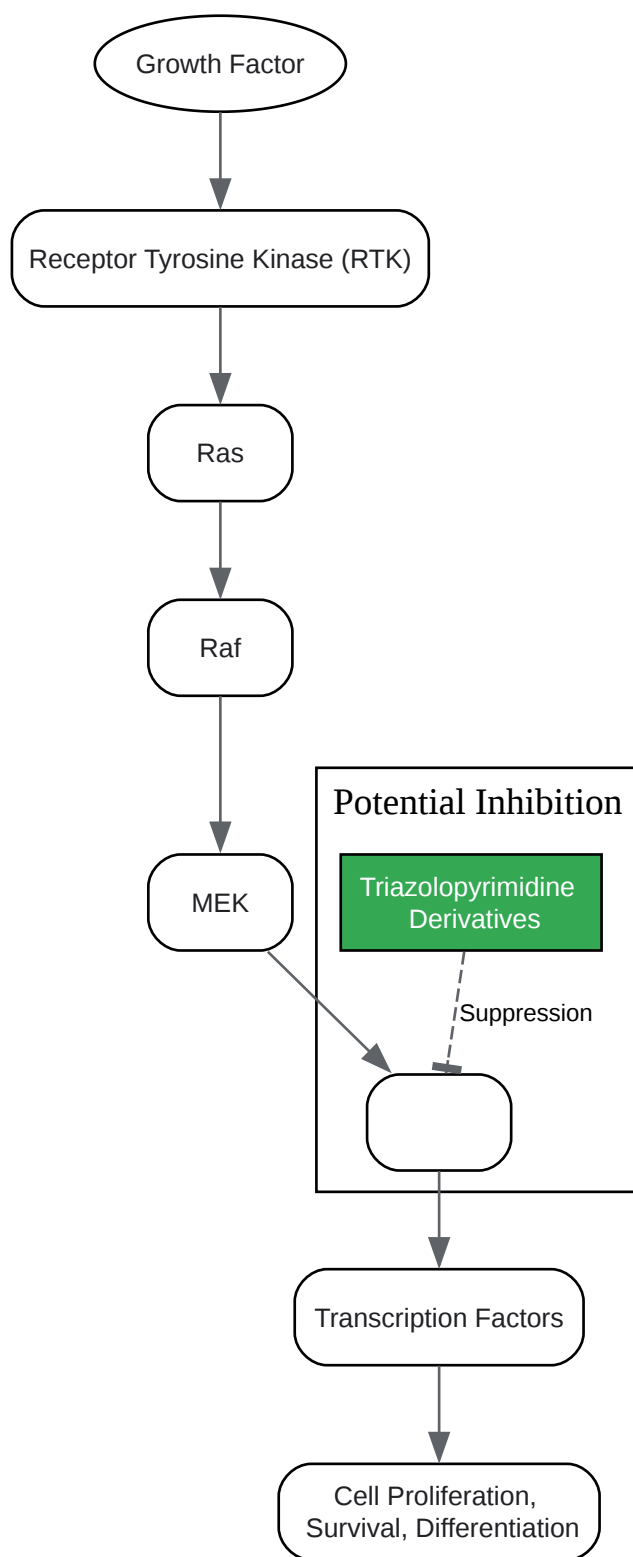 Growth Factor
Receptor Tyrosine Kinase (RTK)
Ras
Raf
Potential Inhibition
Triazolopyrimidine
Derivatives
MEK
Suppression
Transcription Factors
Cell Proliferation,
Survival, Differentiation